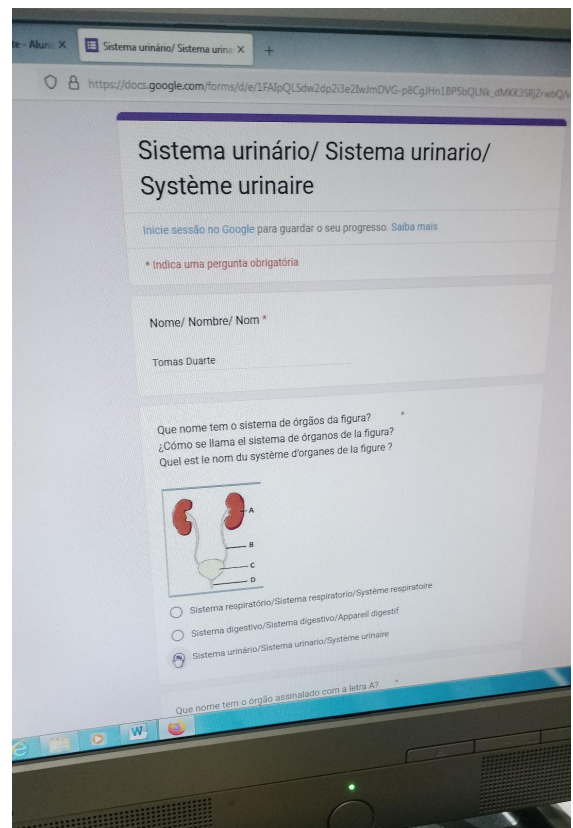 te - Alun
Sistema urinário/ Sistema urina
https://docs.google.com/forms/d/e/
Sistema urinário/ Sistema urinario/
Système urinaire
Inicie sessão no Google para guardar o seu progresso. Saiba mais
* Indica uma pergunta obrigatória
Nome/ Nombre/ Nom *
Tomas Duarte
Que nome tem o sistema de órgãos da figura? *
¿Cómo se llama el sistema de órganos de la figura?
Quel est le nom du système d'organes de la figure ?
A
B
C
D
Sistema respiratório/Sistema respiratorio/Système respiratoire
Sistema digestivo/Sistema digestivo/Appareil digestif
Sistema urinário/Sistema urinario/Système urinaire
Que nome tem o órgão assinalado com a letra A? *
W